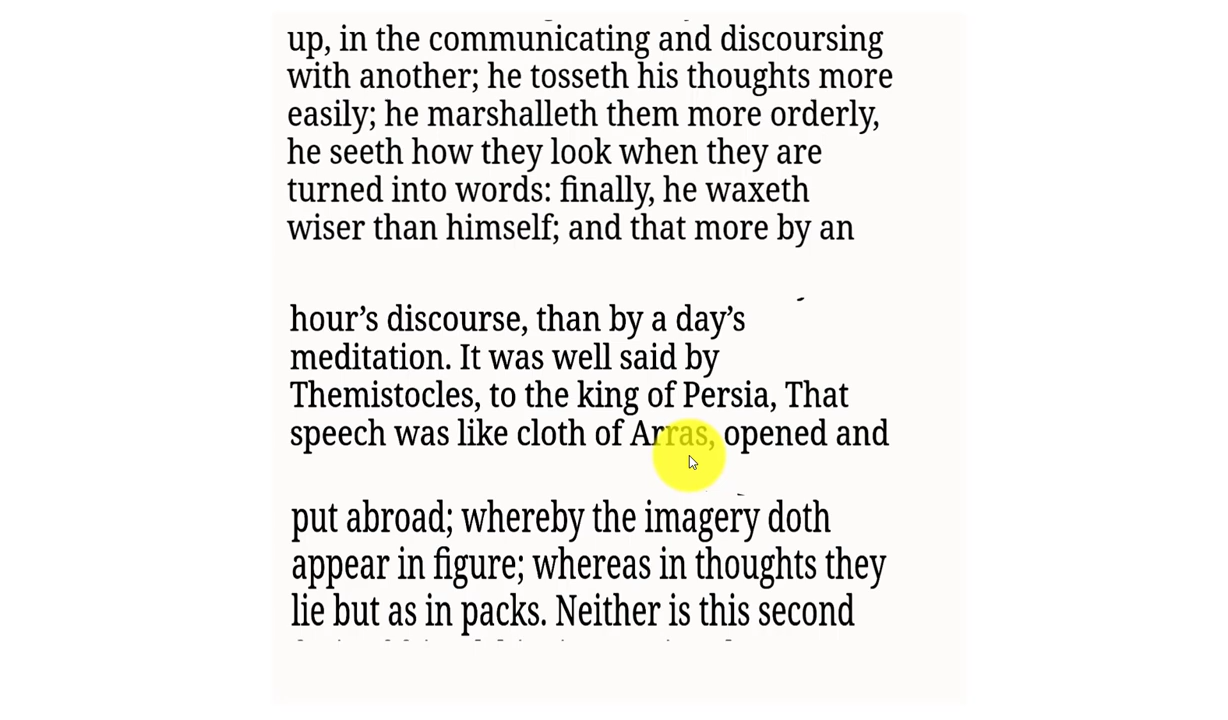 up, in the communicating and discoursing
with another; he tosseth his thoughts more
easily; he marshalleth them more orderly,
he seeth how they look when they are
turned into words: finally, he waxeth
wiser than himself; and that more by an
hour’s discourse, than by a day’s
meditation. It was well said by
Themistocles, to the king of Persia, That
speech was like cloth of Arras, opened and
put abroad; whereby the imagery doth
appear in figure; whereas in thoughts they
lie but as in packs. Neither is this second